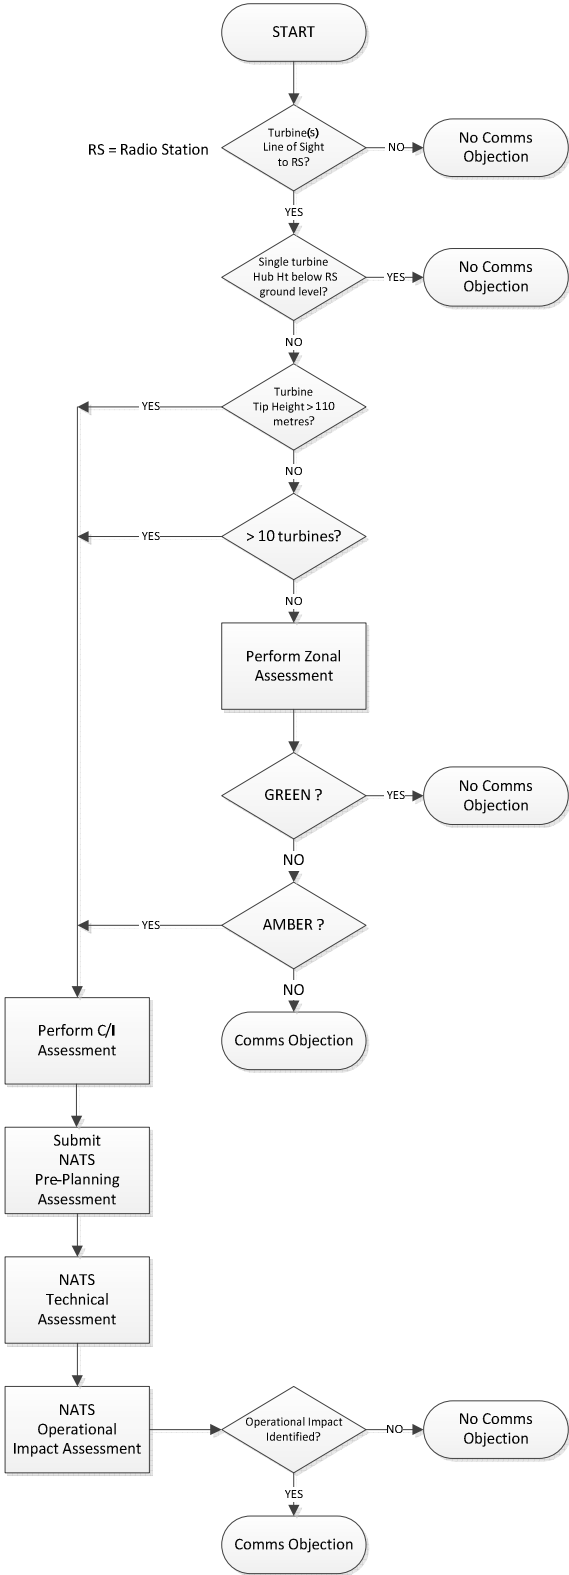 START
Turbine(s)
Line of Sight
to RS?
RS = Radio Station
NO
No Comms
Objection
YES
Single turbine
Hub Ht below RS
ground level?
YES
No Comms
Objection
NO
Turbine
Tip Height > 110
metres?
YES
NO
> 10 turbines?
YES
NO
Perform Zonal
Assessment
GREEN ?
YES
No Comms
Objection
NO
AMBER ?
YES
NO
Comms Objection
Perform C/I
Assessment
Submit
NATS
Pre-Planning
Assessment
NATS
Technical
Assessment
NATS
Operational
Impact Assessment
Operational Impact
Identified?
NO
No Comms
Objection
YES
Comms Objection